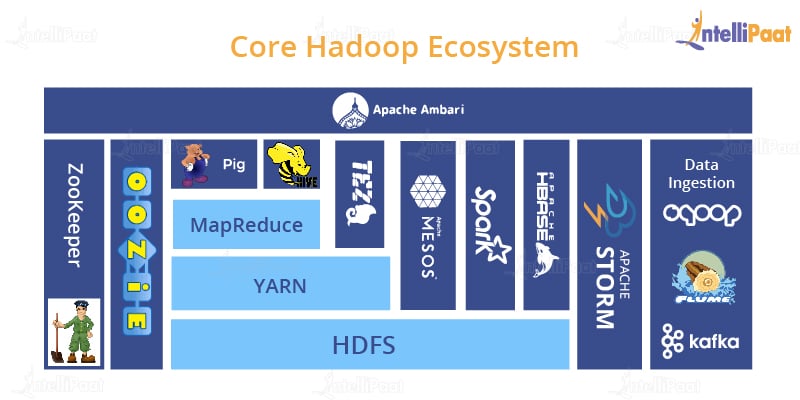 Core Hadoop Ecosystem
IntelliPaat
Apache Ambari
ZooKeeper
OOZiE
Pig
HIVE
MapReduce
YARN
HDFS
TEZ
Apache
MESOS
Spark
APACHE
HBASE
APACHE
STORM
Data
Ingestion
sqoop
FLUME
kafka